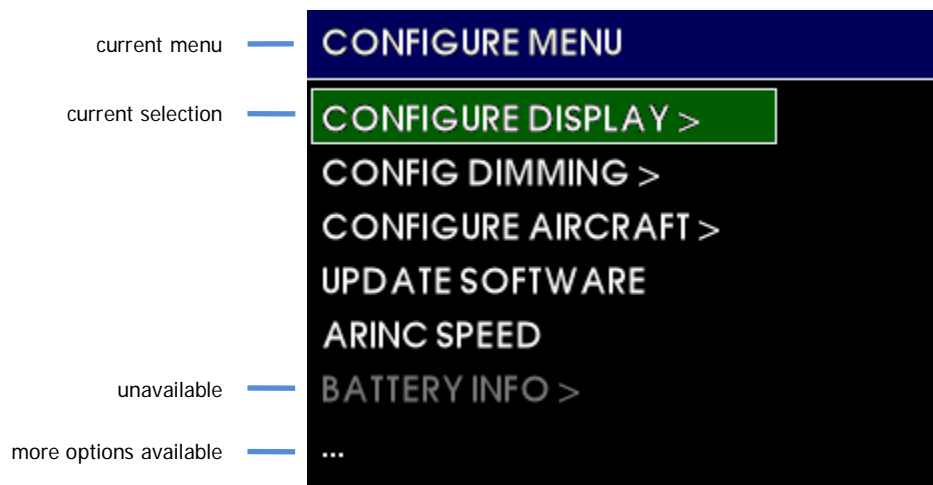 current menu CONFIGURE MENU
current selection CONFIGURE DISPLAY >
CONFIG DIMMING >
CONFIGURE AIRCRAFT >
UPDATE SOFTWARE
ARINC SPEED
unavailable BATTERY INFO >
more options available ...